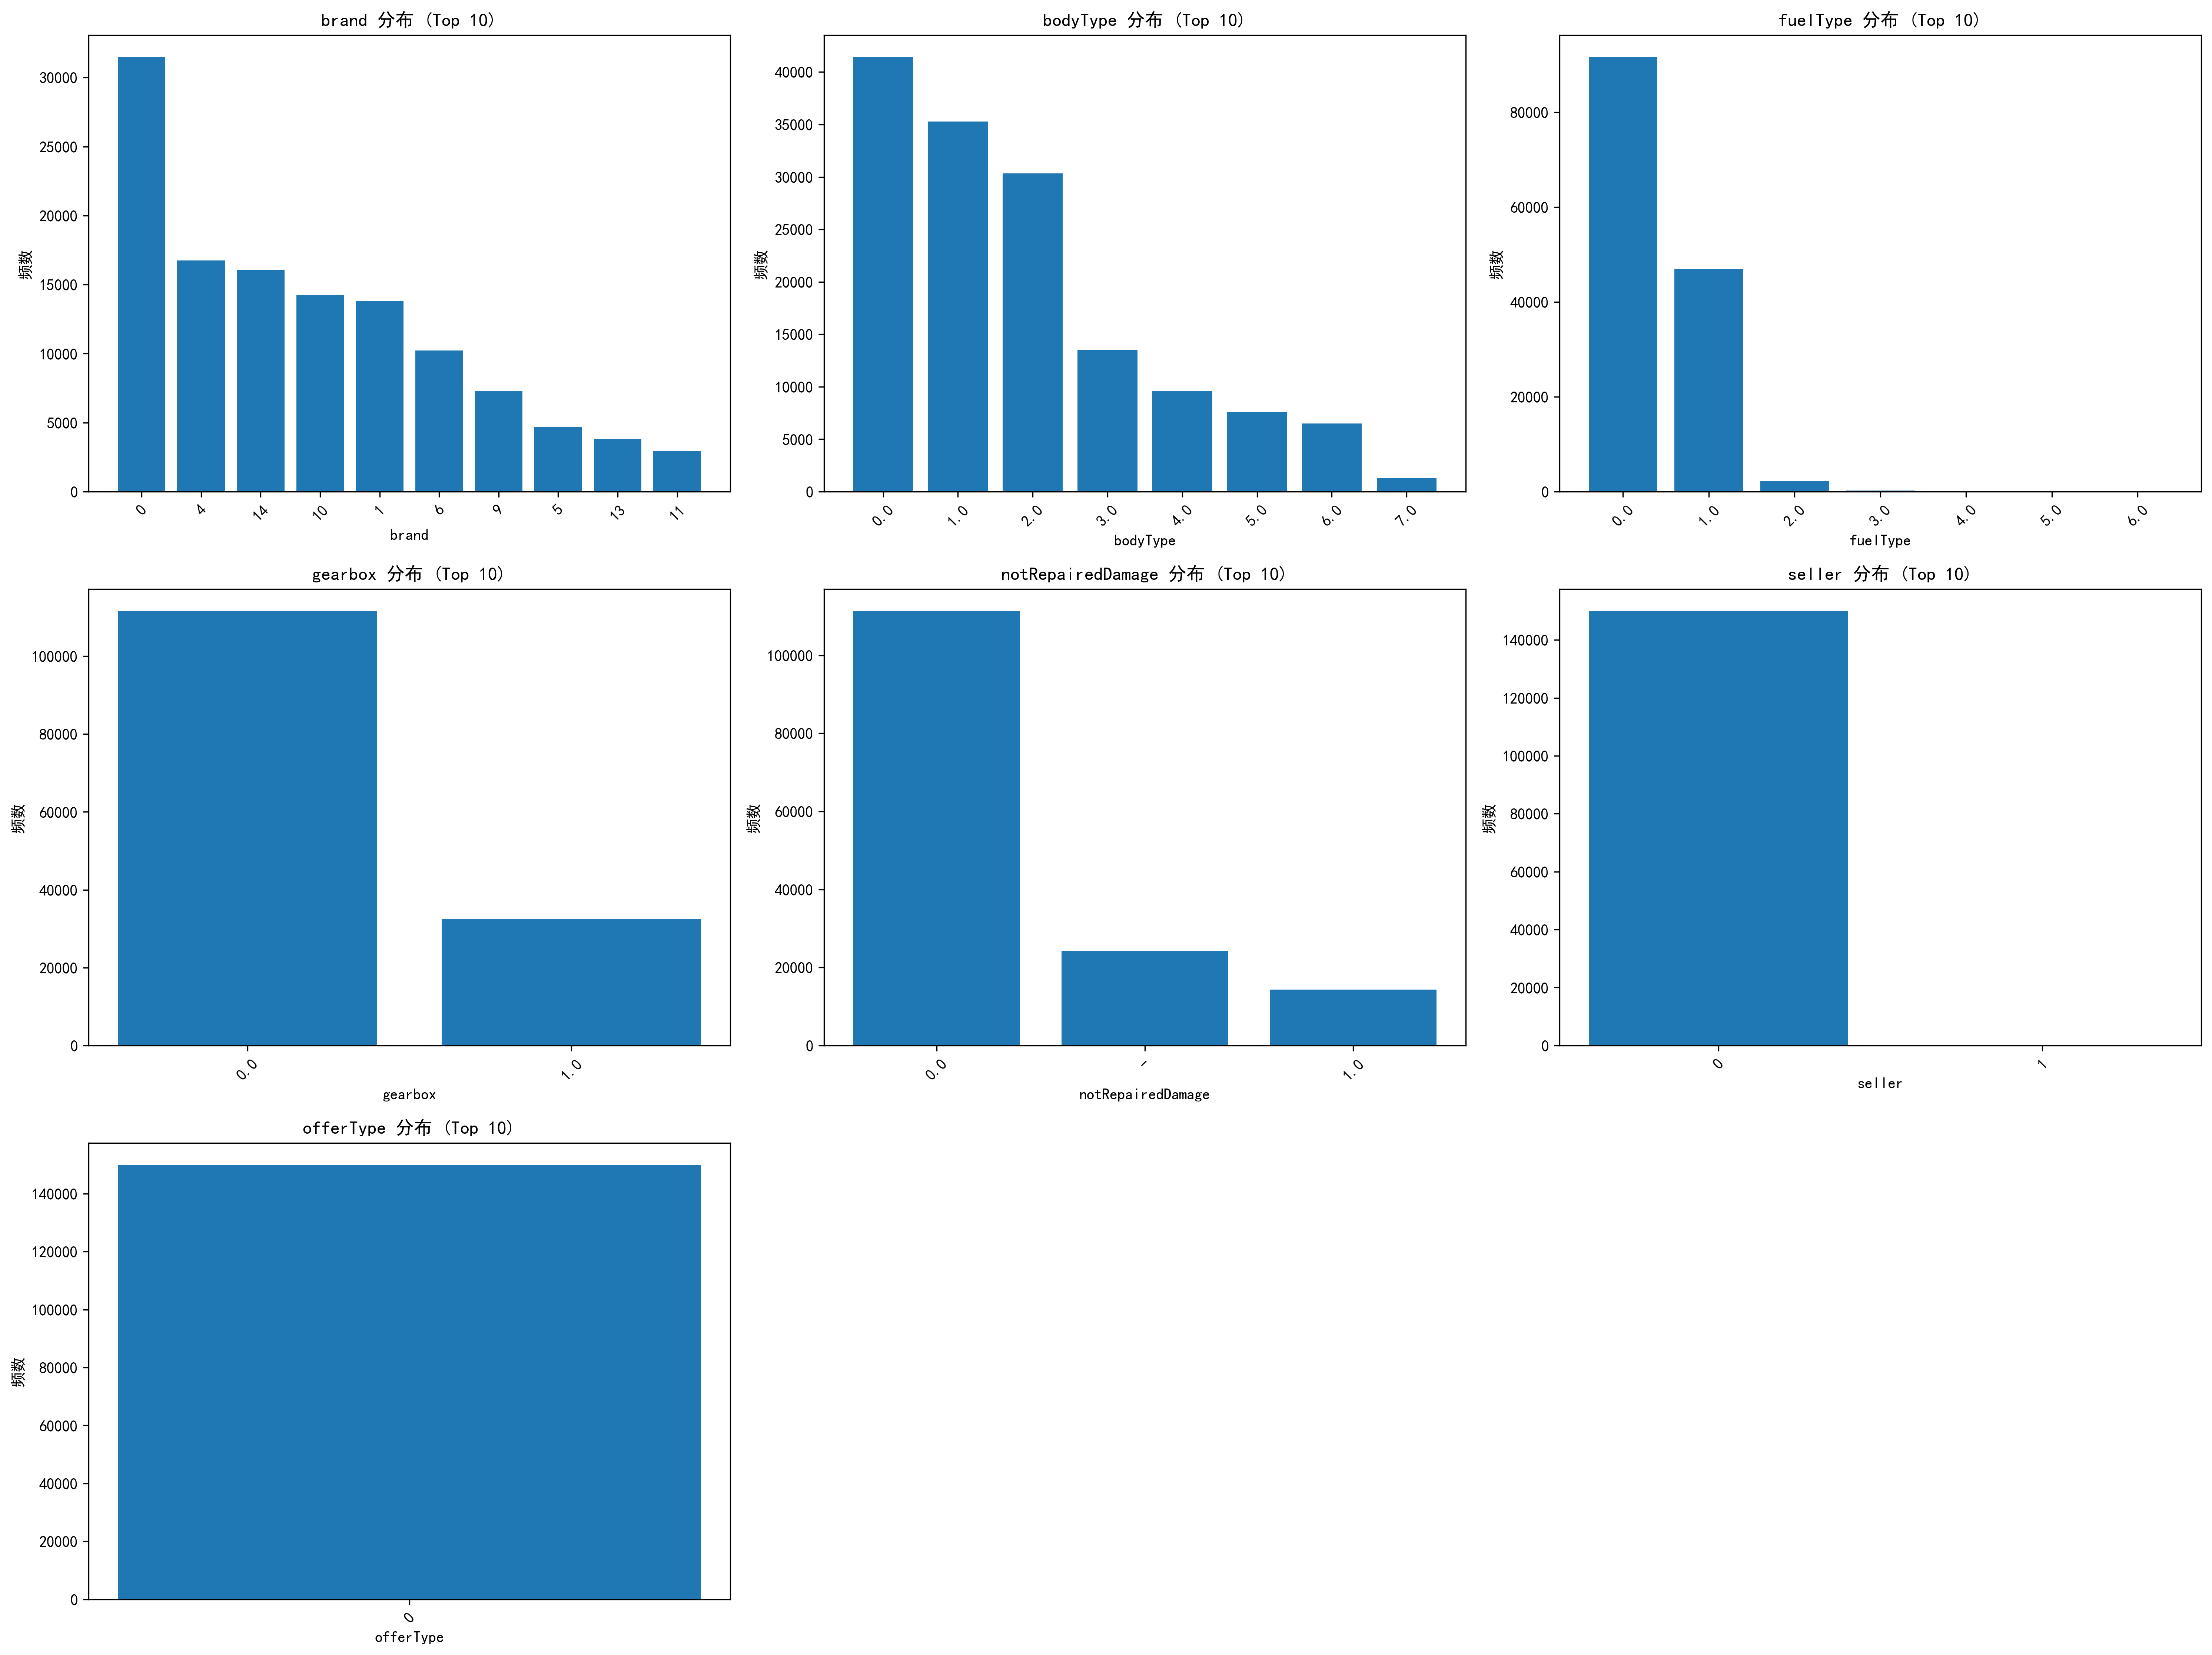 brand 分布 (Top 10)
频数
30000
25000
20000
15000
10000
5000
0
0 4 14 10 1 6 9 5 13 11
brand
bodyType 分布 (Top 10)
频数
40000
35000
30000
25000
20000
15000
10000
5000
0
0.0 1.0 2.0 3.0 4.0 5.0 6.0 7.0
bodyType
fuelType 分布 (Top 10)
频数
80000
60000
40000
20000
0
0.0 1.0 2.0 3.0 4.0 5.0 6.0
fuelType
gearbox 分布 (Top 10)
频数
100000
80000
60000
40000
20000
0
0.0 1.0
gearbox
notRepairedDamage 分布 (Top 10)
频数
100000
80000
60000
40000
20000
0
0.0 - 1.0
notRepairedDamage
seller 分布 (Top 10)
频数
140000
120000
100000
80000
60000
40000
20000
0
0 1
seller
offerType 分布 (Top 10)
频数
140000
120000
100000
80000
60000
40000
20000
0
0
offerType